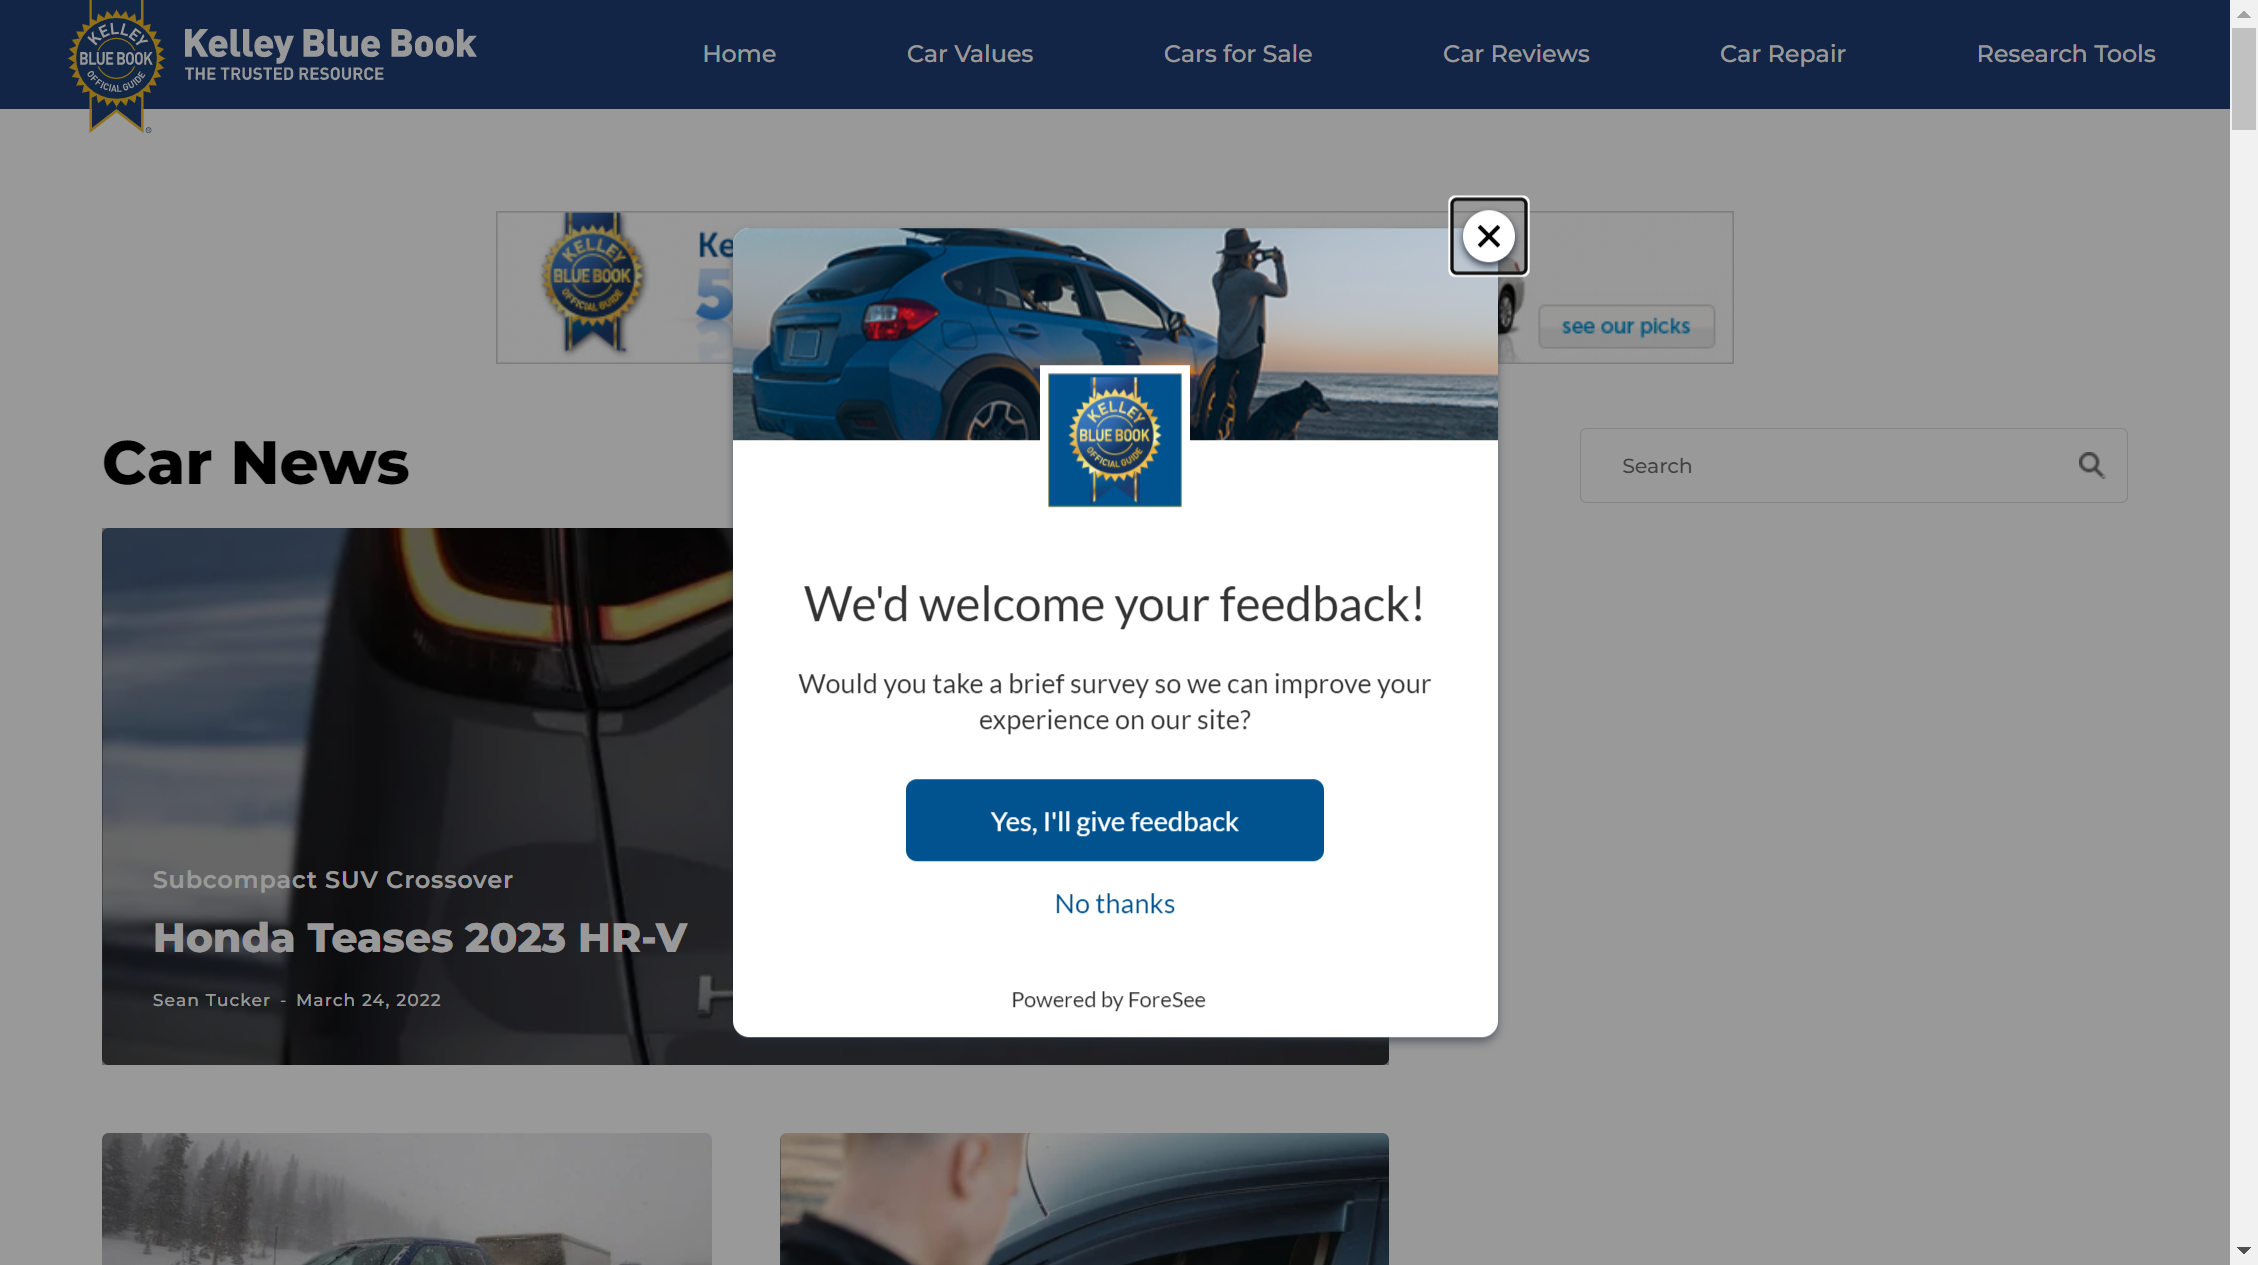 KELLEY
BLUE BOOK
OFFICIAL GUIDE
Kelley Blue Book
THE TRUSTED RESOURCE
Home
Car Values
Cars for Sale
Car Reviews
Car Repair
Research Tools
KELLEY
BLUE BOOK
OFFICIAL GUIDE
see our picks
KELLEY
BLUE BOOK
OFFICIAL GUIDE
Car News
Search
We'd welcome your feedback!
Would you take a brief survey so we can improve your
experience on our site?
Yes, I'll give feedback
No thanks
Powered by ForeSee
Subcompact SUV Crossover
Honda Teases 2023 HR-V
Sean Tucker - March 24, 2022